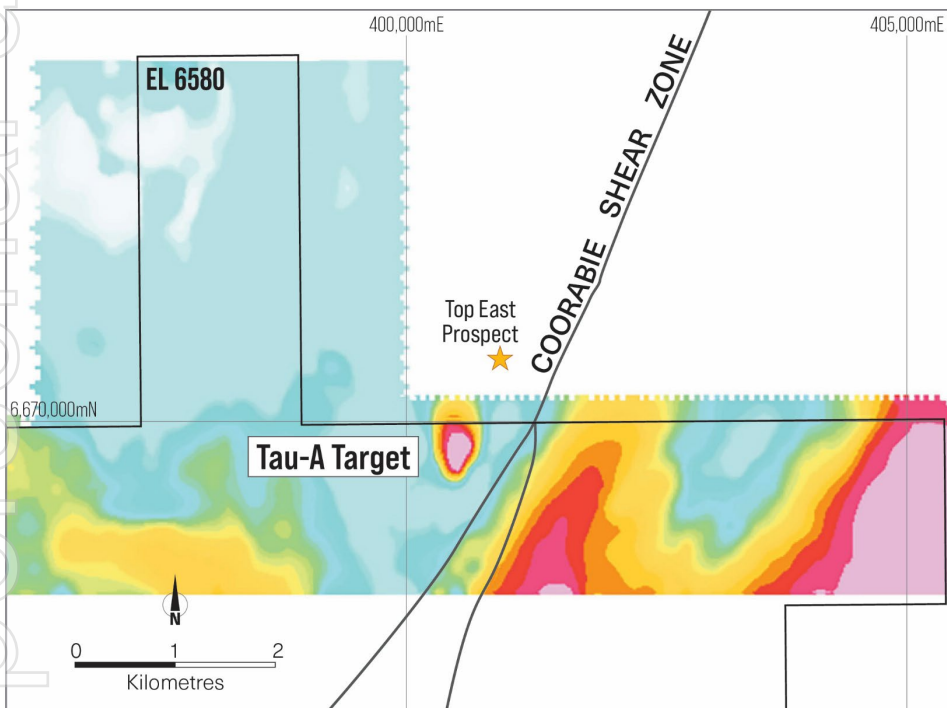 400,000mE
405,000mE
EL 6580
COORABIE SHEAR ZONE
Top East
Prospect
6,670,000mN
Tau-A Target
N
0 1 2
Kilometres